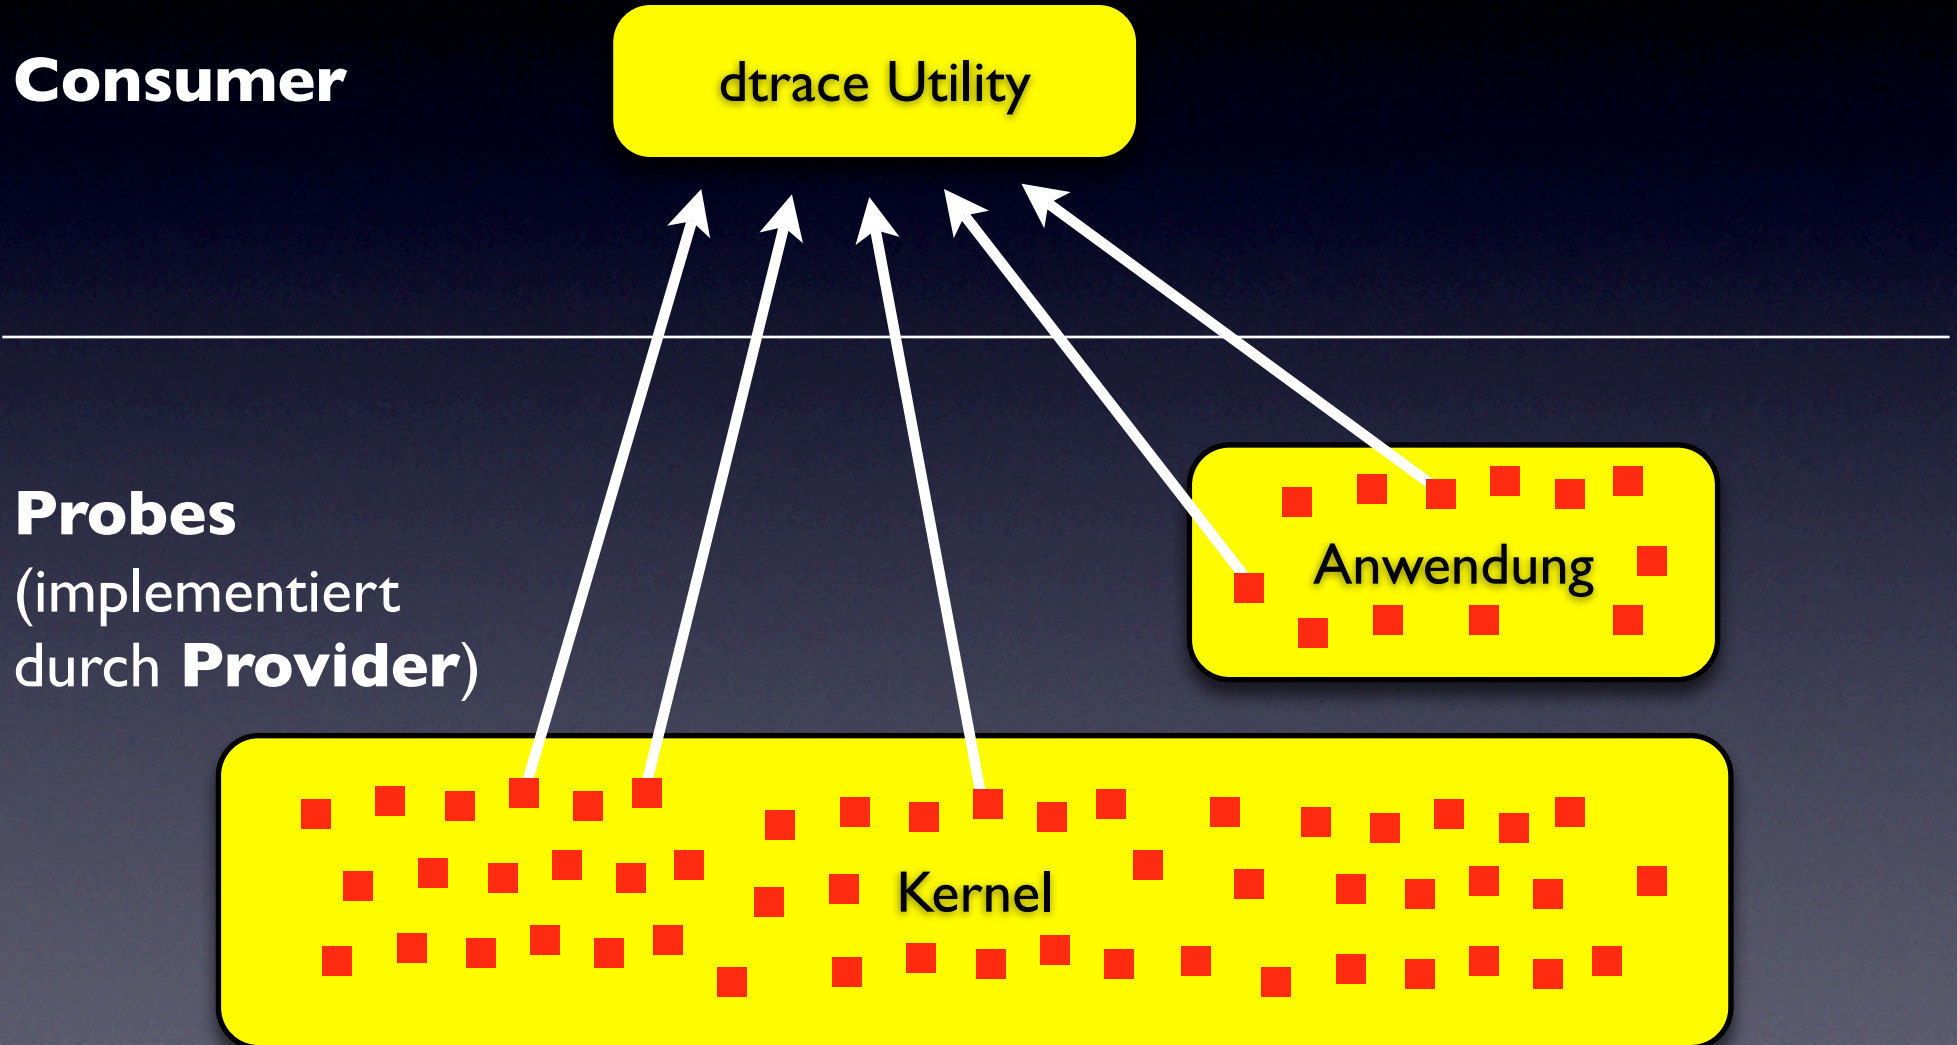 Consumer
dtrace Utility
Probes
(implementiert
durch Provider)
Anwendung
Kernel